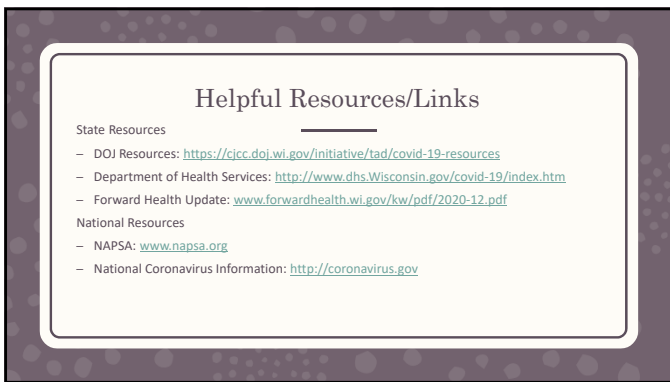 Helpful Resources/Links
State Resources
– DOJ Resources: https://cjcc.doj.wi.gov/initiative/tad/covid-19-resources
– Department of Health Services: http://www.dhs.Wisconsin.gov/covid-19/index.htm
– Forward Health Update: www.forwardhealth.wi.gov/kw/pdf/2020-12.pdf
National Resources
– NAPSA: www.napsa.org
– National Coronavirus Information: http://coronavirus.gov